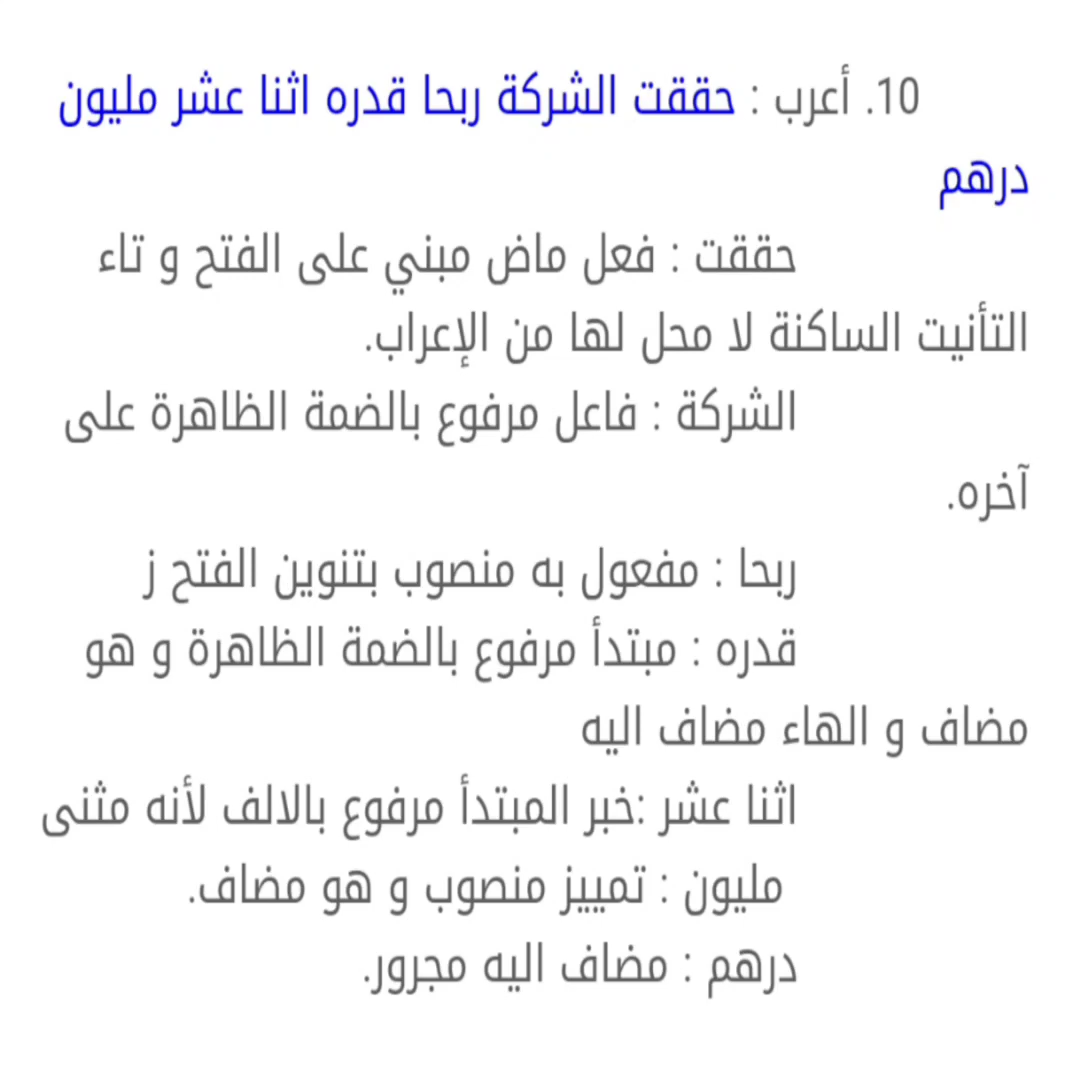 10. أعرب : حققت الشركة ربحا قدره اثنا عشر مليون
درهم
حققت : فعل ماض مبني على الفتح و تاء
التأنيت الساكنة لا محل لها من الإعراب.
الشركة : فاعل مرفوع بالضمة الظاهرة على
آخره.
ربحا : مفعول به منصوب بتنوين الفتح ز
قدره : مبتدأ مرفوع بالضمة الظاهرة و هو
مضاف و الهاء مضاف اليه
اثنا عشر :خبر المبتدأ مرفوع بالالف لأنه مثنى
مليون : تمييز منصوب و هو مضاف.
درهم : مضاف اليه مجرور.